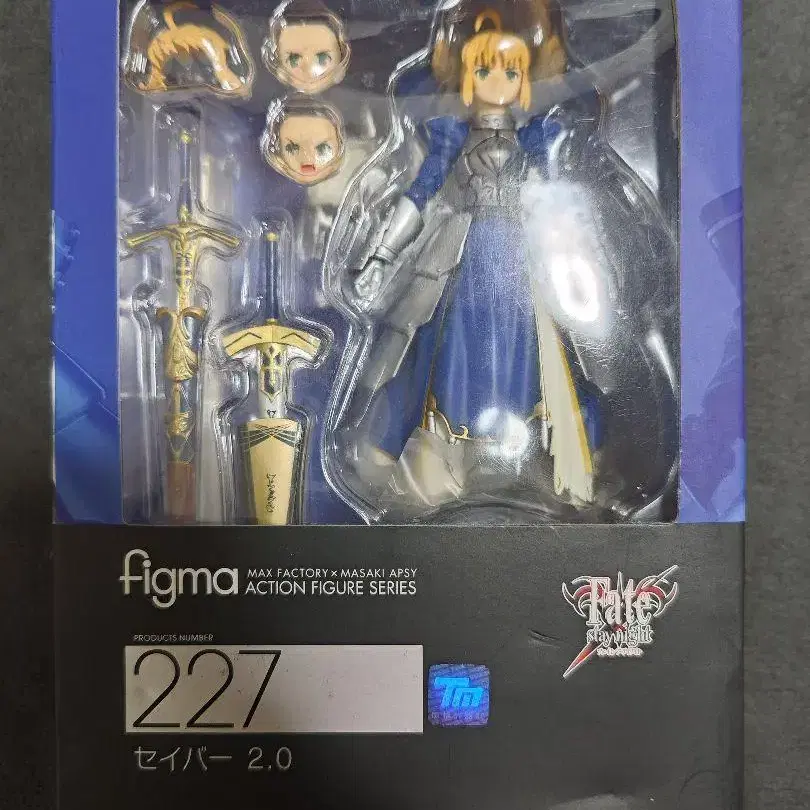 figma
MAX FACTORY × MASAKI APSY
ACTION FIGURE SERIES
Fate
stay night
PRODUCTS NUMBER
227
TM
セイバー 2.0